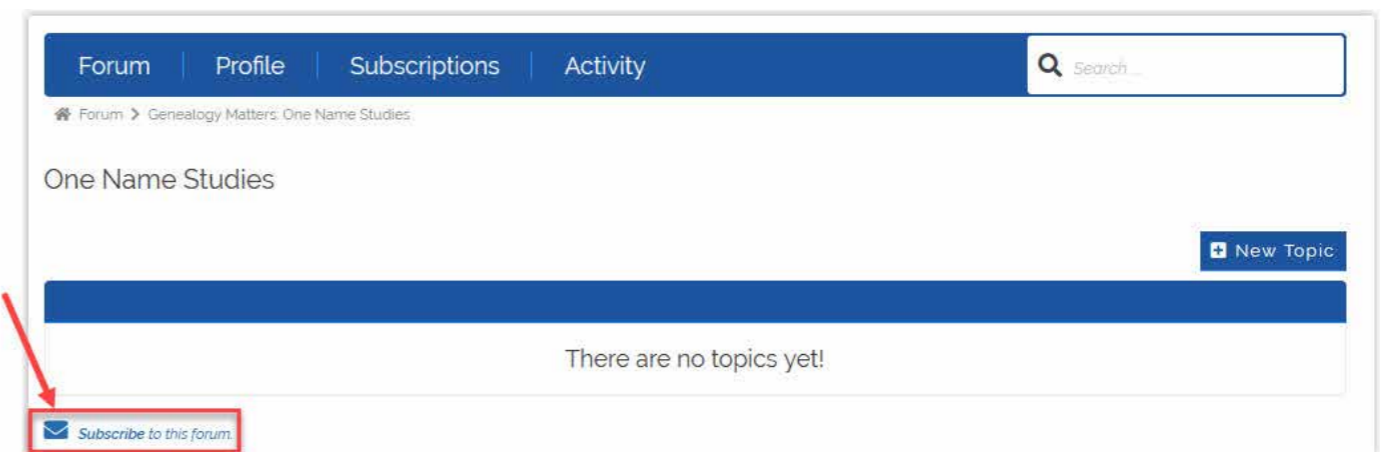 Forum Profile Subscriptions Activity Search ...
Forum > Genealogy Matters: One Name Studies
One Name Studies
New Topic
There are no topics yet!
Subscribe to this forum.